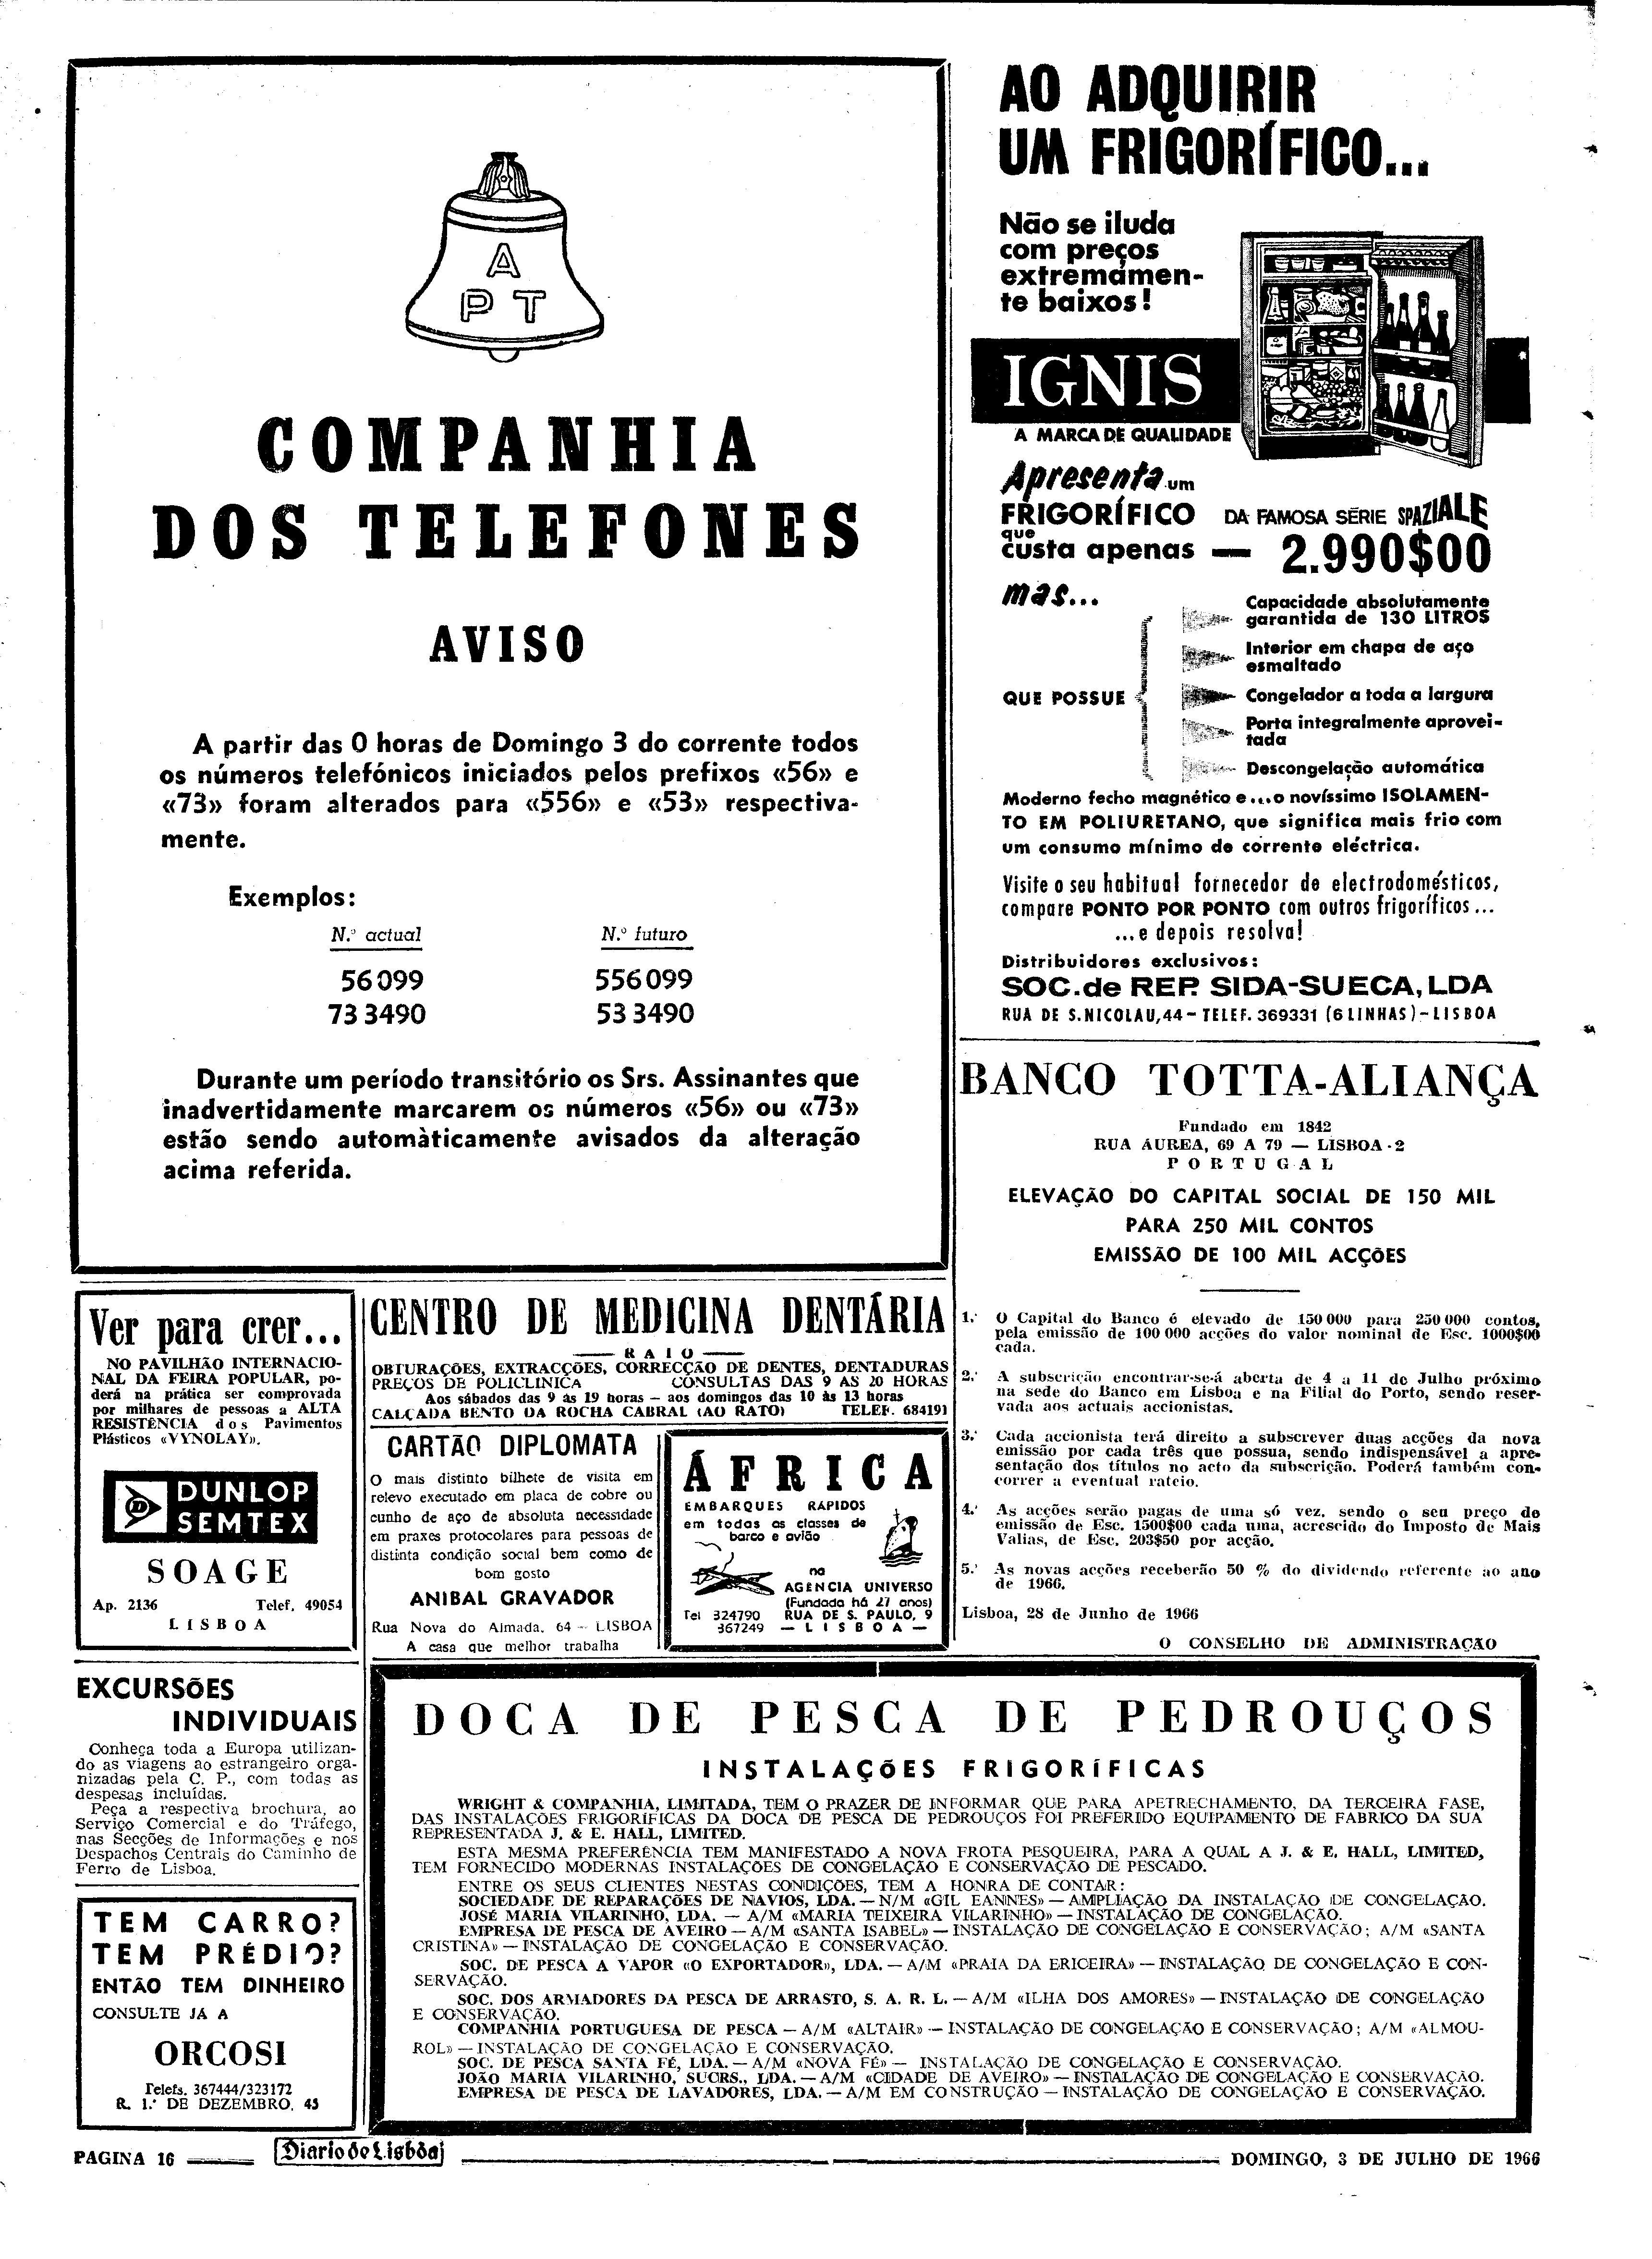 A
P T
COMPANHIA
DOS TELEFONES
AVISO
A partir das 0 horas de Domingo 3 do corrente todos
os números telefónicos iniciados pelos prefixos «56» e
«73» foram alterados para «556» e «53» respectiva-
mente.
Exemplos:
N.º actual N.º futuro
56 099 556 099
73 3490 53 3490
Durante um período transitório os Srs. Assinantes que
inadvertidamente marcarem os números «56» ou «73»
estão sendo automàticamente avisados da alteração
acima referida.
AO ADQUIRIR
UM FRIGORÍFICO...
Não se iluda
com preços
extremamen-
te baixos!
IGNIS
A MARCA DE QUALIDADE
Apresenta um
FRIGORÍFICO DA FAMOSA SÉRIE SPAZIALE
que
custa apenas — 2.990$00
mas...
QUE POSSUE
Capacidade absolutamente
garantida de 130 LITROS
Interior em chapa de aço
esmaltado
Congelador a toda a largura
Porta integralmente aprovei-
tada
Descongelação automática
Moderno fecho magnético e...o novíssimo ISOLAMEN-
TO EM POLIURETANO, que significa mais frio com
um consumo mínimo de corrente eléctrica.
Visite o seu habitual fornecedor de electrodomésticos,
compare PONTO POR PONTO com outros frigoríficos...
...e depois resolva!
Distribuidores exclusivos:
SOC. de REP. SIDA-SUECA, LDA
RUA DE S. NICOLAU, 44 - TELEF. 369331 (6 LINHAS) - LISBOA
BANCO TOTTA-ALIANÇA
Fundado em 1842
RUA ÁUREA, 69 A 79 — LISBOA-2
PORTUGAL
ELEVAÇÃO DO CAPITAL SOCIAL DE 150 MIL
PARA 250 MIL CONTOS
EMISSÃO DE 100 MIL ACÇÕES
1.º O Capital do Banco é elevado de 150 000 para 250 000 contos,
pela emissão de 100 000 acções do valor nominal de Esc. 1000$00
cada.
2.º A subscrição encontrar-se-á aberta de 4 a 11 de Julho próximo
na sede do Banco em Lisboa e na Filial do Porto, sendo reser-
vada aos actuais accionistas.
3.º Cada accionista terá direito a subscrever duas acções da nova
emissão por cada três que possua, sendo indispensável a apre-
sentação dos títulos no acto da subscrição. Poderá também con-
correr a eventual rateio.
4.º As acções serão pagas de uma só vez, sendo o seu preço de
emissão de Esc. 1500$00 cada uma, acrescido do Imposto de Mais
Valias, de Esc. 203$50 por acção.
5.º As novas acções receberão 50 % do dividendo referente ao ano
de 1966.
Lisboa, 28 de Junho de 1966
O CONSELHO DE ADMINISTRAÇÃO
Ver para crer...
NO PAVILHÃO INTERNACIO-
NAL DA FEIRA POPULAR, po-
derá na prática ser comprovada
por milhares de pessoas a ALTA
RESISTÊNCIA dos Pavimentos
Plásticos «VYNOLAY».
DUNLOP
SEMTEX
SOAGE
Ap. 2136 Telef. 49054
LISBOA
CENTRO DE MEDICINA DENTÁRIA
— RAIO —
OBTURAÇÕES, EXTRACÇÕES, CORRECÇÃO DE DENTES, DENTADURAS
PREÇOS DE POLICLINICA CONSULTAS DAS 9 AS 20 HORAS
Aos sábados das 9 às 19 horas — aos domingos das 10 às 13 horas
CALÇADA BENTO DA ROCHA CABRAL (AO RATO) TELEF. 684191
CARTÃO DIPLOMATA
O mais distinto bilhete de visita em
relevo executado em placa de cobre ou
cunho de aço de absoluta necessidade
em praxes protocolares para pessoas de
distinta condição social bem como de
bom gosto
ANIBAL GRAVADOR
Rua Nova do Almada, 64 — LISBOA
A casa que melhor trabalha
ÁFRICA
EMBARQUES RÁPIDOS
em todas as classes de
barco e avião
na
AGENCIA UNIVERSO
(Fundada há 27 anos)
Tel 324790 RUA DE S. PAULO, 9
367249 — LISBOA —
EXCURSÕES
INDIVIDUAIS
Conheça toda a Europa utilizan-
do as viagens ao estrangeiro orga-
nizadas pela C. P., com todas as
despesas incluídas.
Peça a respectiva brochura, ao
Serviço Comercial e do Tráfego,
nas Secções de Informações e nos
Despachos Centrais do Caminho de
Ferro de Lisboa.
TEM CARRO?
TEM PRÉDIO?
ENTÃO TEM DINHEIRO
CONSULTE JÁ A
ORCOSI
Telefs. 367444/323172
R. 1.º DE DEZEMBRO, 45
DOCA DE PESCA DE PEDROUÇOS
INSTALAÇÕES FRIGORÍFICAS
WRIGHT & COMPANHIA, LIMITADA, TEM O PRAZER DE INFORMAR QUE PARA APETRECHAMENTO, DA TERCEIRA FASE,
DAS INSTALAÇÕES FRIGORÍFICAS DA DOCA DE PESCA DE PEDROUÇOS FOI PREFERIDO EQUIPAMENTO DE FABRICO DA SUA
REPRESENTADA J. & E. HALL, LIMITED.
ESTA MESMA PREFERENCIA TEM MANIFESTADO A NOVA FROTA PESQUEIRA, PARA A QUAL A J. & E. HALL, LIMITED,
TEM FORNECIDO MODERNAS INSTALAÇÕES DE CONGELAÇÃO E CONSERVAÇÃO DE PESCADO.
ENTRE OS SEUS CLIENTES NESTAS CONDIÇÕES, TEM A HONRA DE CONTAR:
SOCIEDADE DE REPARAÇÕES DE NAVIOS, LDA. — N/M «GIL EANNES» — AMPLIAÇÃO DA INSTALAÇÃO DE CONGELAÇÃO.
JOSÉ MARIA VILARINHO, LDA. — A/M «MARIA TEIXEIRA VILARINHO» — INSTALAÇÃO DE CONGELAÇÃO.
EMPRESA DE PESCA DE AVEIRO — A/M «SANTA ISABEL» — INSTALAÇÃO DE CONGELAÇÃO E CONSERVAÇÃO; A/M «SANTA
CRISTINA» — INSTALAÇÃO DE CONGELAÇÃO E CONSERVAÇÃO.
SOC. DE PESCA A VAPOR «O EXPORTADOR», LDA. — A/M «PRAIA DA ERICEIRA» — INSTALAÇÃO DE CONGELAÇÃO E CON-
SERVAÇÃO.
SOC. DOS ARMADORES DA PESCA DE ARRASTO, S. A. R. L. — A/M «ILHA DOS AMORES» — INSTALAÇÃO DE CONGELAÇÃO
E CONSERVAÇÃO.
COMPANHIA PORTUGUESA DE PESCA — A/M «ALTAIR» — INSTALAÇÃO DE CONGELAÇÃO E CONSERVAÇÃO; A/M «ALMOU-
ROL» — INSTALAÇÃO DE CONGELAÇÃO E CONSERVAÇÃO.
SOC. DE PESCA SANTA FÉ, LDA. — A/M «NOVA FÉ» — INSTALAÇÃO DE CONGELAÇÃO E CONSERVAÇÃO.
JOÃO MARIA VILARINHO, SUCRS., LDA. — A/M «CIDADE DE AVEIRO» — INSTALAÇÃO DE CONGELAÇÃO E CONSERVAÇÃO.
EMPRESA DE PESCA DE LAVADORES, LDA. — A/M EM CONSTRUÇÃO — INSTALAÇÃO DE CONGELAÇÃO E CONSERVAÇÃO.
PAGINA 16 Diario de Lisbôa DOMINGO, 3 DE JULHO DE 1966